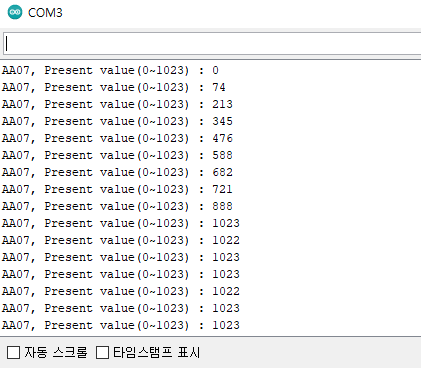 COM3
AA07, Present value(0~1023) : 0
AA07, Present value(0~1023) : 74
AA07, Present value(0~1023) : 213
AA07, Present value(0~1023) : 345
AA07, Present value(0~1023) : 476
AA07, Present value(0~1023) : 588
AA07, Present value(0~1023) : 682
AA07, Present value(0~1023) : 721
AA07, Present value(0~1023) : 888
AA07, Present value(0~1023) : 1023
AA07, Present value(0~1023) : 1022
AA07, Present value(0~1023) : 1023
AA07, Present value(0~1023) : 1023
AA07, Present value(0~1023) : 1022
AA07, Present value(0~1023) : 1023
AA07, Present value(0~1023) : 1023
자동 스크롤 타임스탬프 표시